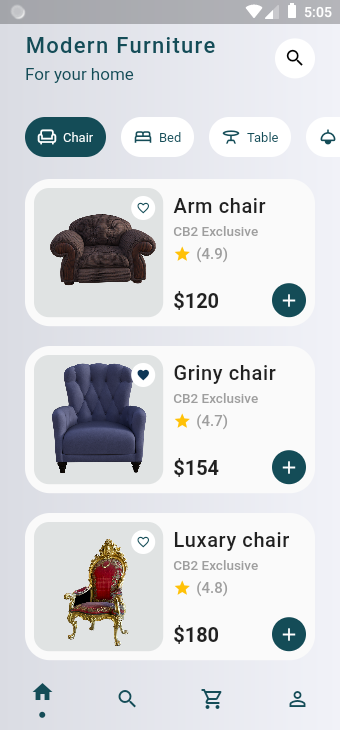 5:05
Modern Furniture
For your home
Chair
Bed
Table
Arm chair
CB2 Exclusive
(4.9)
$120
Griny chair
CB2 Exclusive
(4.7)
$154
Luxary chair
CB2 Exclusive
(4.8)
$180